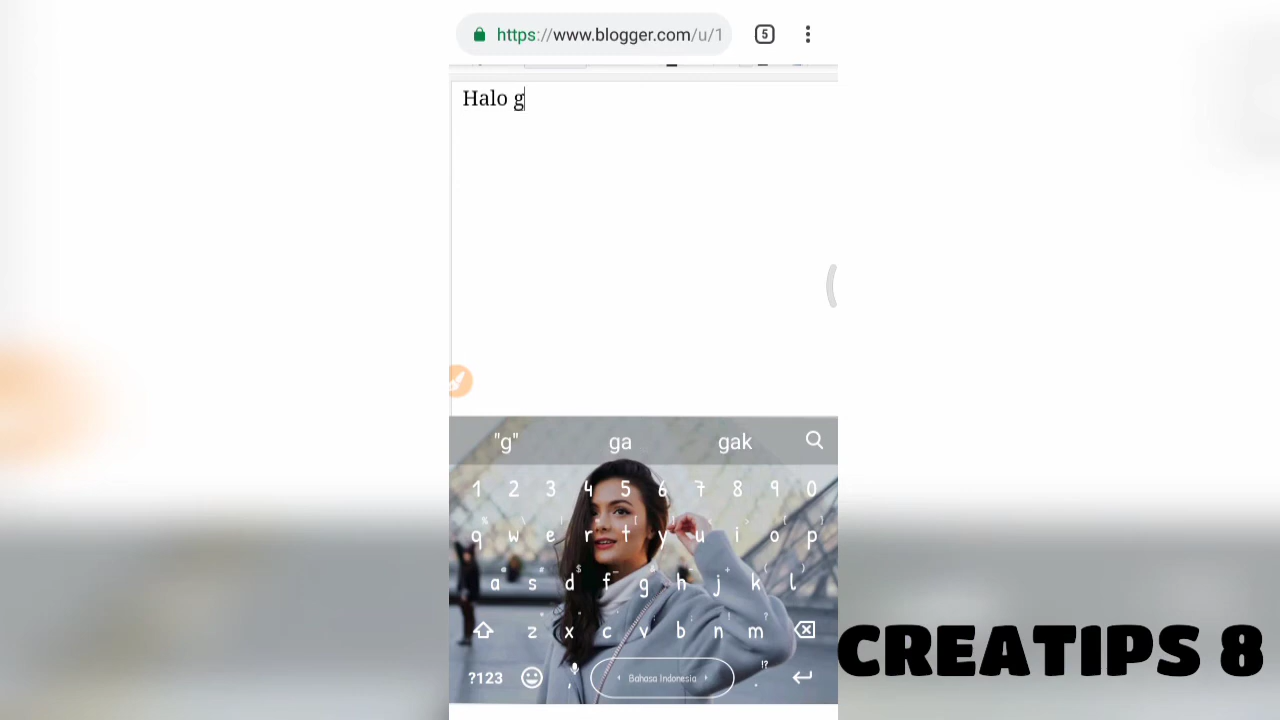 https://www.blogger.com/u/1
5
Halo g
"g" ga gak
1 2 3 4 5 6 7 8 9 0
q w e r t y u i o p
a s d f g h j k l
z x c v b n m
?123 , Bahasa Indonesia . !?
CREATIPS 8